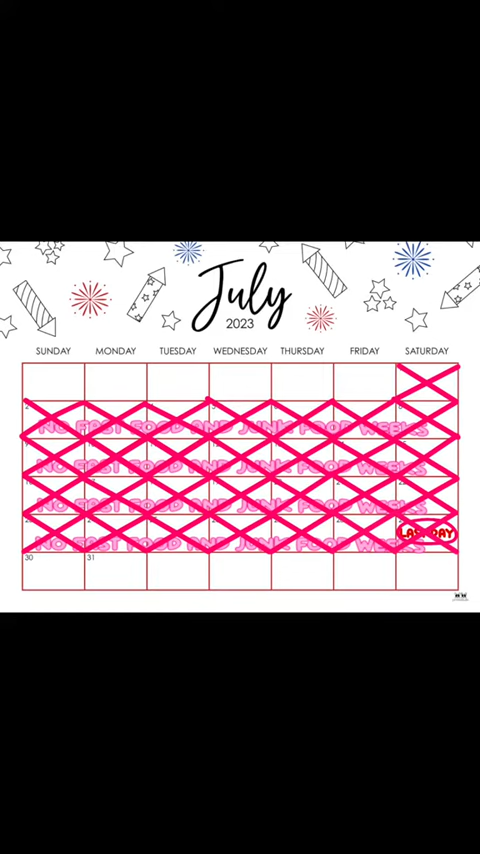 July
2023
SUNDAY MONDAY TUESDAY WEDNESDAY THURSDAY FRIDAY SATURDAY
2
NO FAST FOOD AND JUNK FOOD WEEKS
NO FAST FOOD AND JUNK FOOD WEEKS
NO FAST FOOD AND JUNK FOOD WEEKS
NO FAST FOOD AND JUNK FOOD WEEKS
LAST DAY
30 31